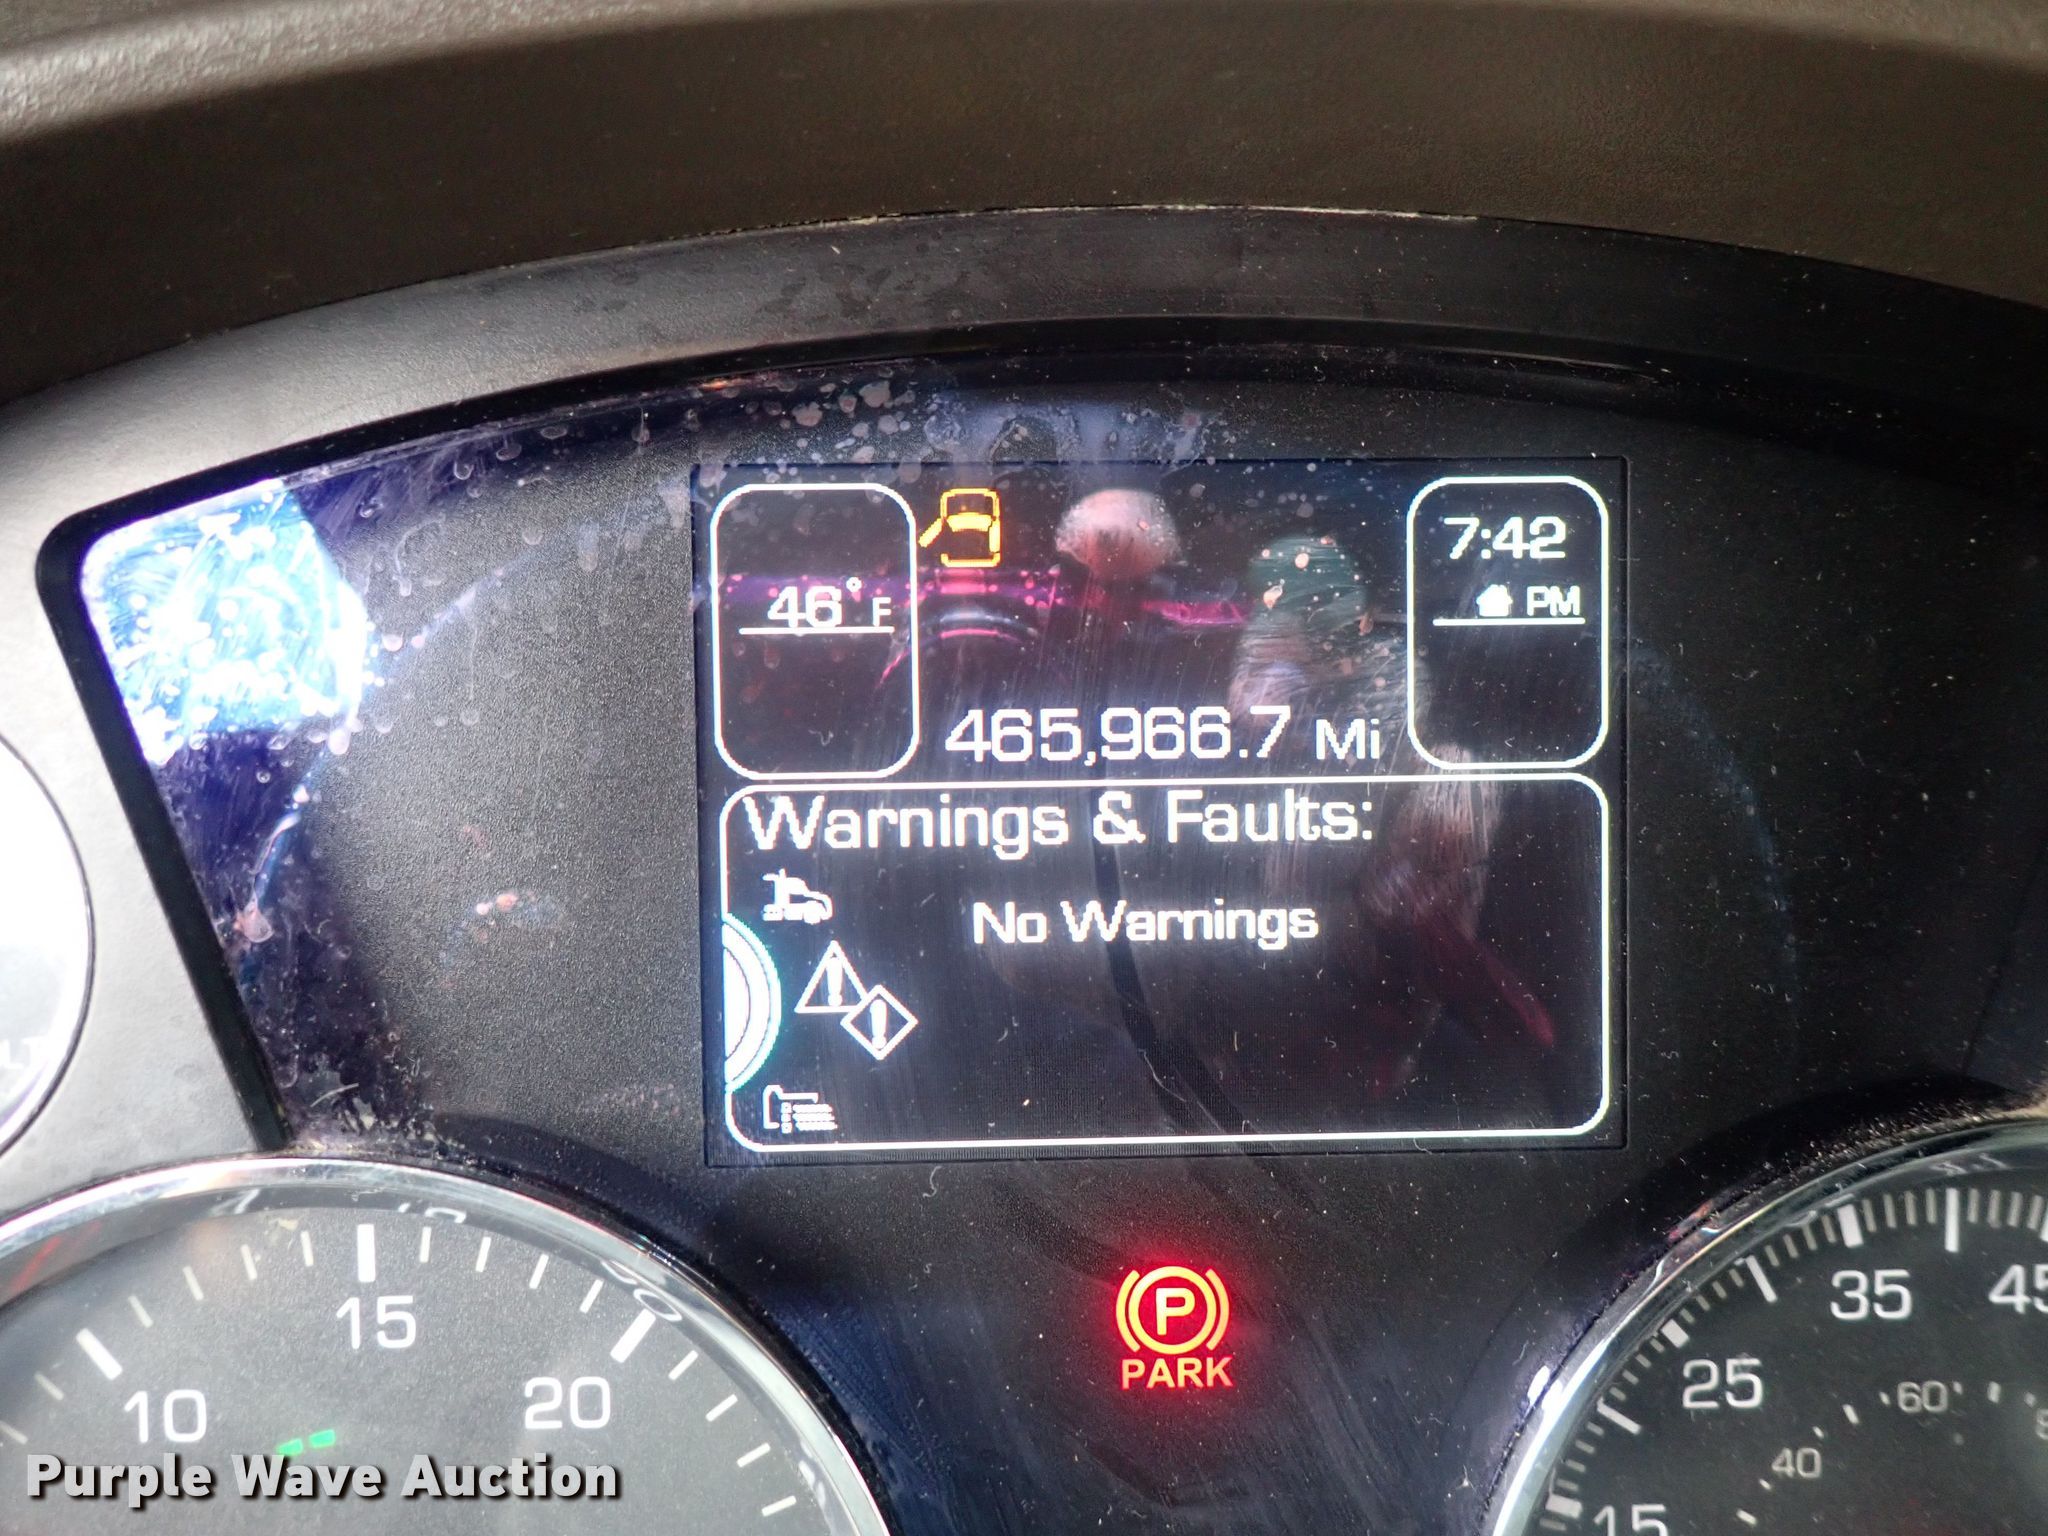 46° F
7:42
PM
465,966.7 Mi
Warnings & Faults:
No Warnings
P
PARK
10
15
20
15
25
35
45
40
60
Purple Wave Auction